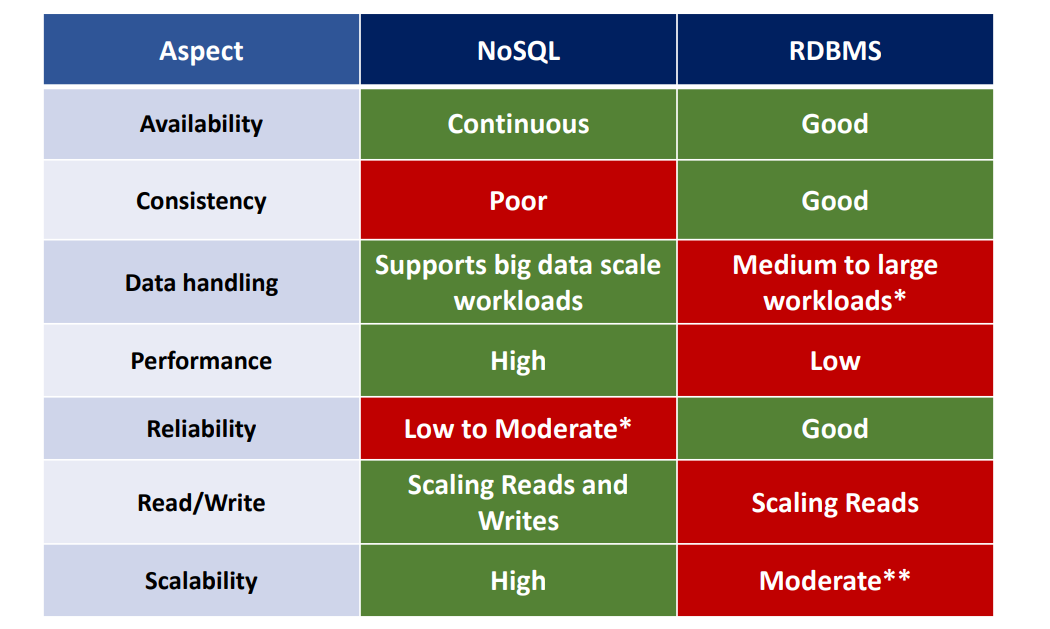 Aspect NoSQL RDBMS
Availability Continuous Good
Consistency Poor Good
Data handling Supports big data scale workloads Medium to large workloads*
Performance High Low
Reliability Low to Moderate* Good
Read/Write Scaling Reads and Writes Scaling Reads
Scalability High Moderate**